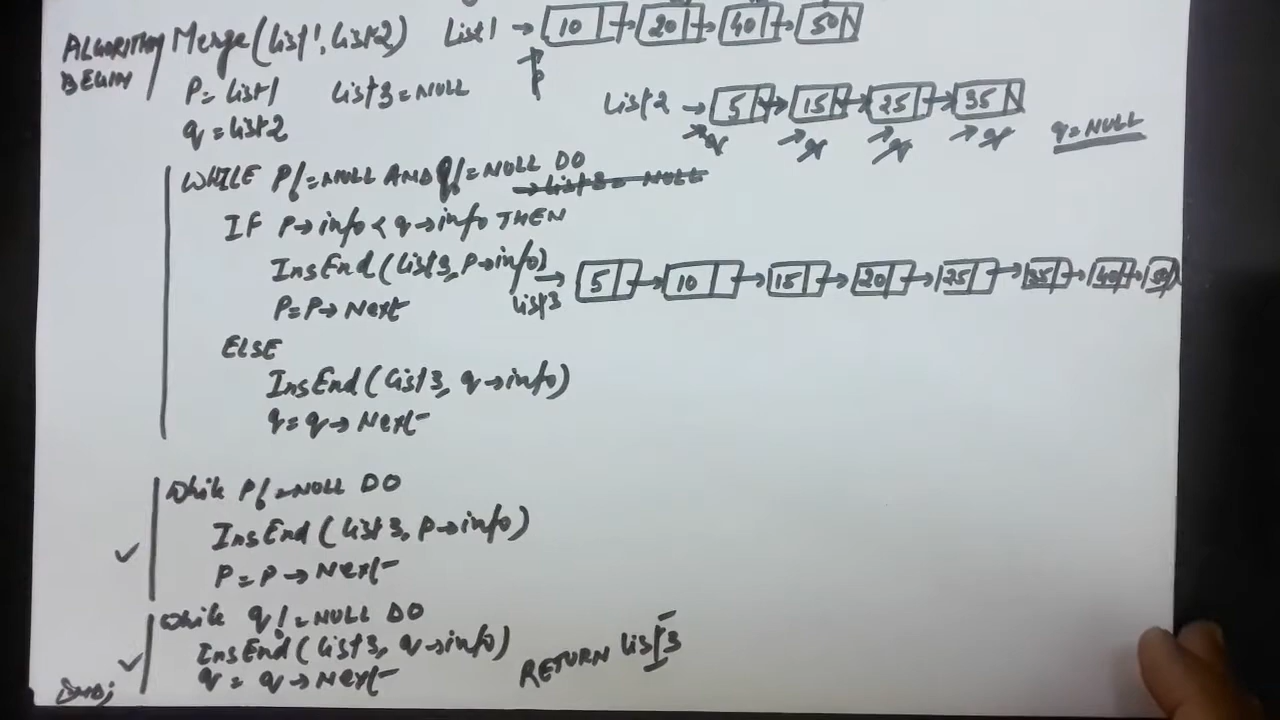 ALGORITHM Merge(List1, List2) List1 → 10 → 20 → 40 → 50 N
BEGIN
P = List1 List3 = NULL P
q = List2 List2 → 5 → 15 → 25 → 35 N
q q q q q = NULL
WHILE P != NULL AND q != NULL DO
→ List3 = NULL
IF P → info < q → info THEN
InsEnd(List3, P → info)
P = P → Next List3 → 5 → 10 → 15 → 20 → 25 → 35 → 40 → 50
ELSE
InsEnd(List3, q → info)
q = q → Next
While P != NULL DO
✓ InsEnd(List3, P → info)
P = P → Next
While q != NULL DO
✓ InsEnd(List3, q → info)
q = q → Next RETURN List3
END;